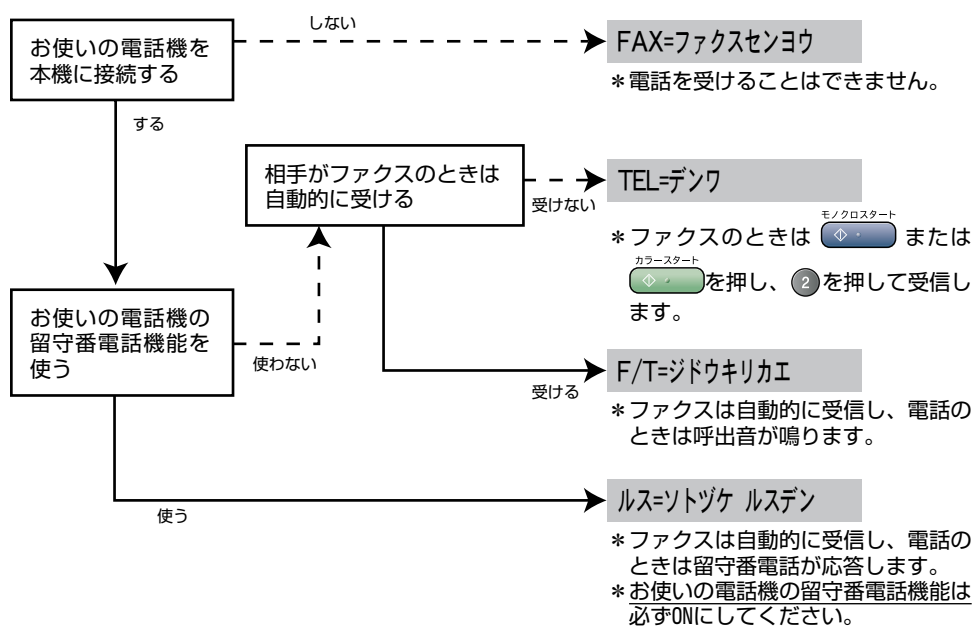 お使いの電話機を
本機に接続する
しない
FAX=ファクスセンヨウ
＊電話を受けることはできません。
する
相手がファクスのときは
自動的に受ける
受けない
TEL=デンワ
モノクロスタート
＊ファクスのときは または
カラースタート
を押し、2を押して受信し
ます。
お使いの電話機の
留守番電話機能を
使う
使わない
受ける
F/T=ジドウキリカエ
＊ファクスは自動的に受信し、電話の
ときは呼出音が鳴ります。
使う
ルス=ソトヅケ ルスデン
＊ファクスは自動的に受信し、電話の
ときは留守番電話が応答します。
＊お使いの電話機の留守番電話機能は
必ずONにしてください。